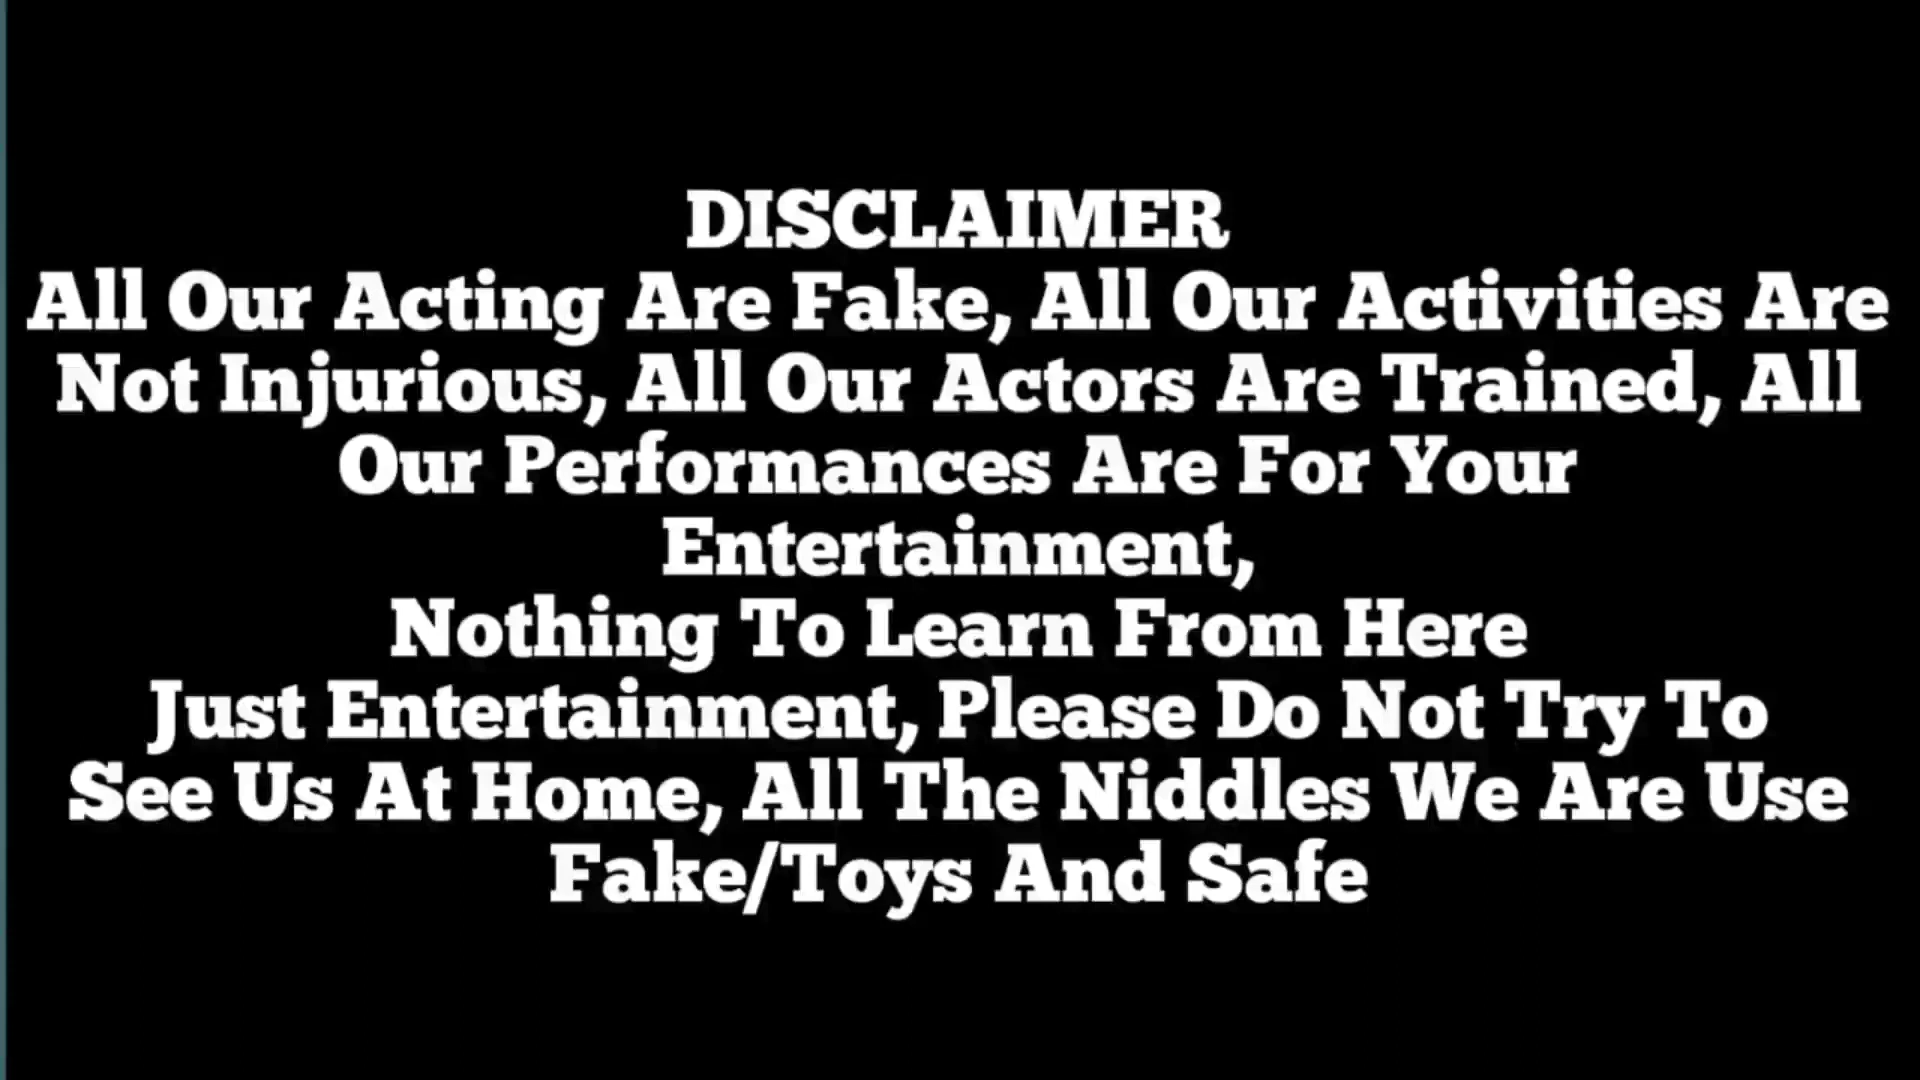 DISCLAIMER
All Our Acting Are Fake, All Our Activities Are
Not Injurious, All Our Actors Are Trained, All
Our Performances Are For Your
Entertainment,
Nothing To Learn From Here
Just Entertainment, Please Do Not Try To
See Us At Home, All The Niddles We Are Use
Fake/Toys And Safe